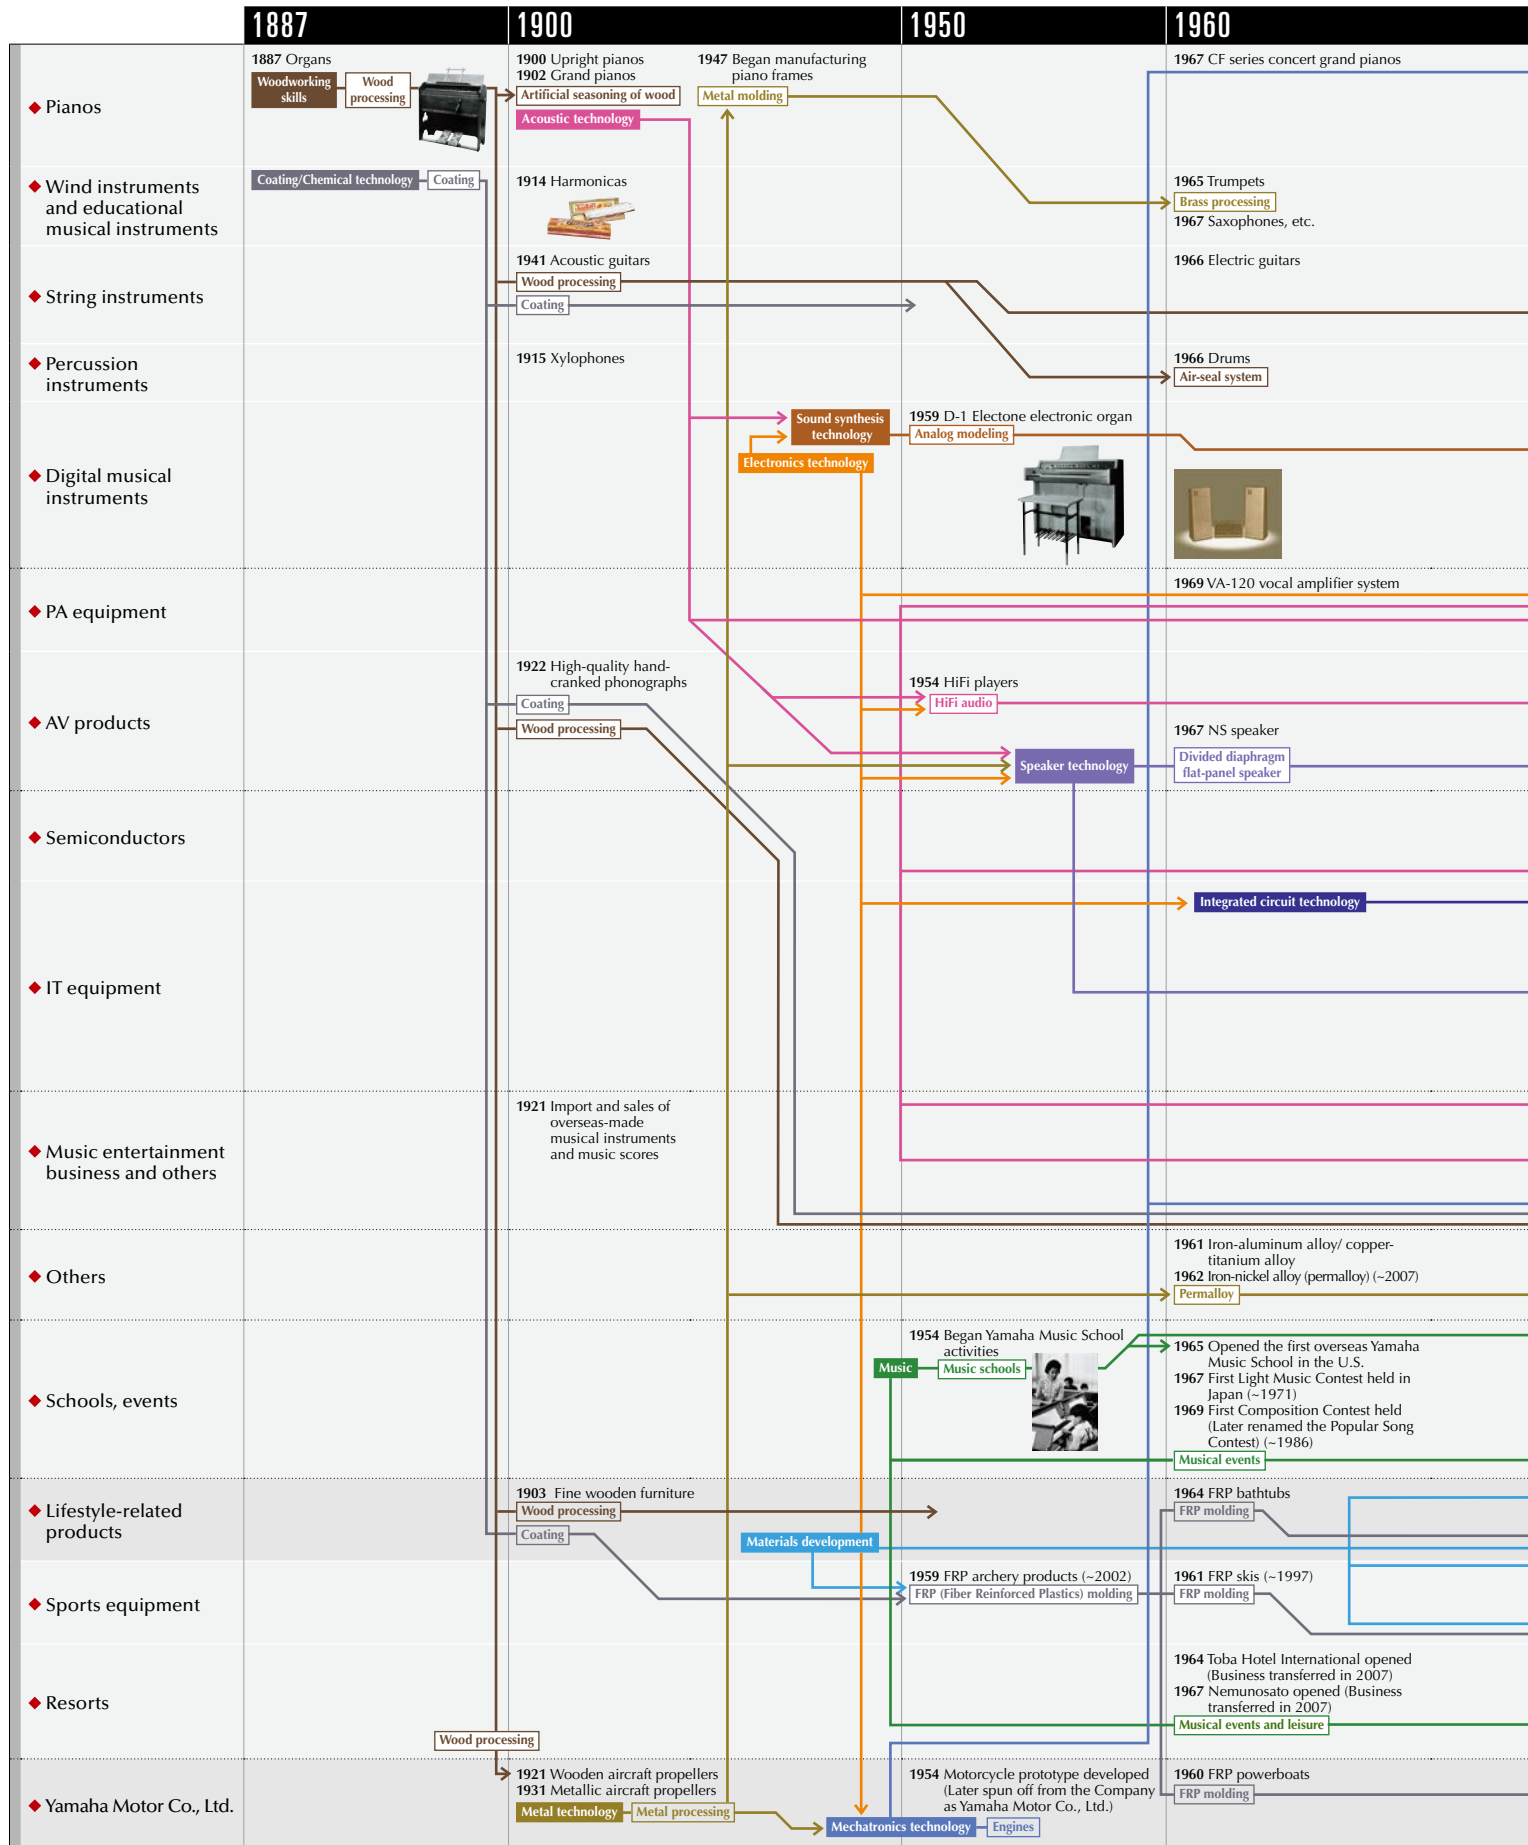 1887
1900
1950
1960
Pianos
1887 Organs
Woodworking
skills
Wood
processing
1900 Upright pianos
1902 Grand pianos
Artificial seasoning of wood
Acoustic technology
1947 Began manufacturing
piano frames
Metal molding
1967 CF series concert grand pianos
Wind instruments
and educational
musical instruments
Coating/Chemical technology
Coating
1914 Harmonicas
1965 Trumpets
Brass processing
1967 Saxophones, etc.
String instruments
1941 Acoustic guitars
Wood processing
Coating
1966 Electric guitars
Percussion
instruments
1915 Xylophones
1966 Drums
Air-seal system
Digital musical
instruments
Sound synthesis
technology
Electronics technology
1959 D-1 Electone electronic organ
Analog modeling
PA equipment
1969 VA-120 vocal amplifier system
AV products
1922 High-quality hand-
cranked phonographs
Coating
Wood processing
1954 HiFi players
HiFi audio
Speaker technology
1967 NS speaker
Divided diaphragm
flat-panel speaker
Semiconductors
Integrated circuit technology
IT equipment
Music entertainment
business and others
1921 Import and sales of
overseas-made
musical instruments
and music scores
Others
1961 Iron-aluminum alloy/ copper-
titanium alloy
1962 Iron-nickel alloy (permalloy) (~2007)
Permalloy
Schools, events
Music
1954 Began Yamaha Music School
activities
Music schools
1965 Opened the first overseas Yamaha
Music School in the U.S.
1967 First Light Music Contest held in
Japan (~1971)
1969 First Composition Contest held
(Later renamed the Popular Song
Contest) (~1986)
Musical events
Lifestyle-related
products
1903 Fine wooden furniture
Wood processing
Coating
Materials development
1964 FRP bathtubs
FRP molding
Sports equipment
1959 FRP archery products (~2002)
FRP (Fiber Reinforced Plastics) molding
1961 FRP skis (~1997)
FRP molding
Resorts
Wood processing
1964 Toba Hotel International opened
(Business transferred in 2007)
1967 Nemunosato opened (Business
transferred in 2007)
Musical events and leisure
Yamaha Motor Co., Ltd.
1921 Wooden aircraft propellers
1931 Metallic aircraft propellers
Metal technology
Metal processing
1954 Motorcycle prototype developed
(Later spun off from the Company
as Yamaha Motor Co., Ltd.)
Mechatronics technology
Engines
1960 FRP powerboats
FRP molding